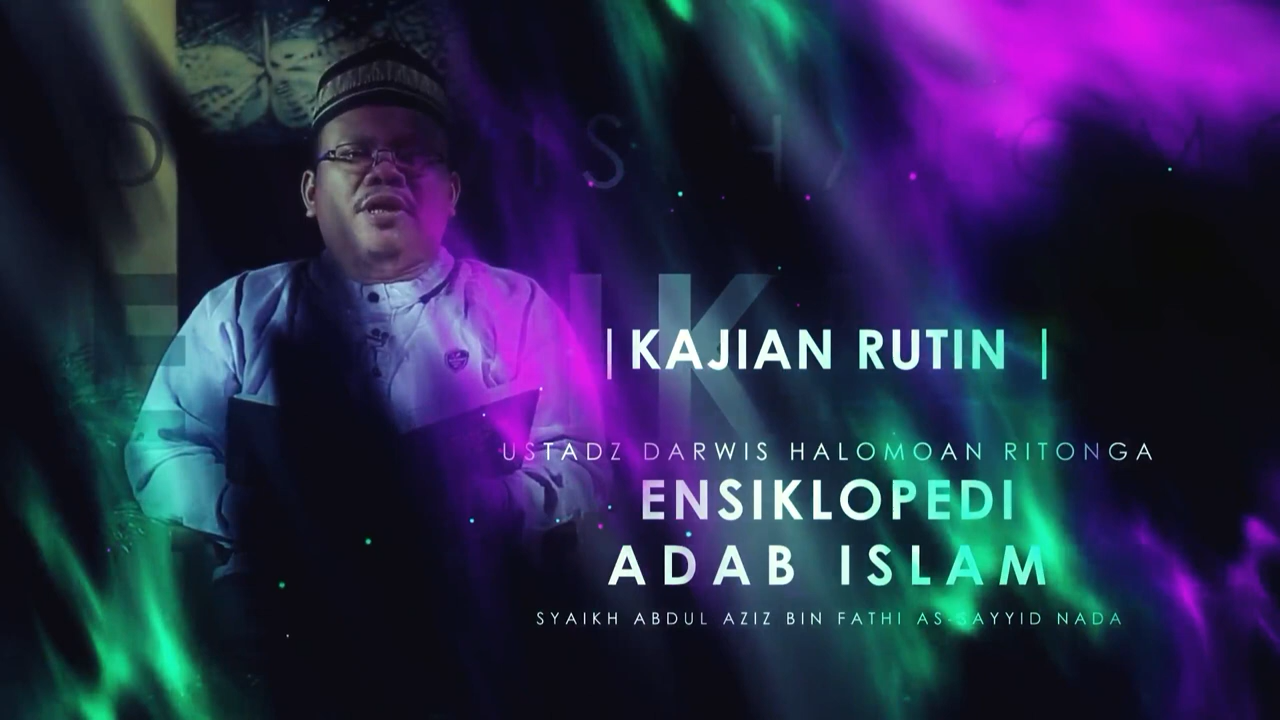 | KAJIAN RUTIN |
USTADZ DARWIS HALOMOAN RITONGA
ENSIKLOPEDI
ADAB ISLAM
SYAIKH ABDUL AZIZ BIN FATHI AS-SAYYID NADA